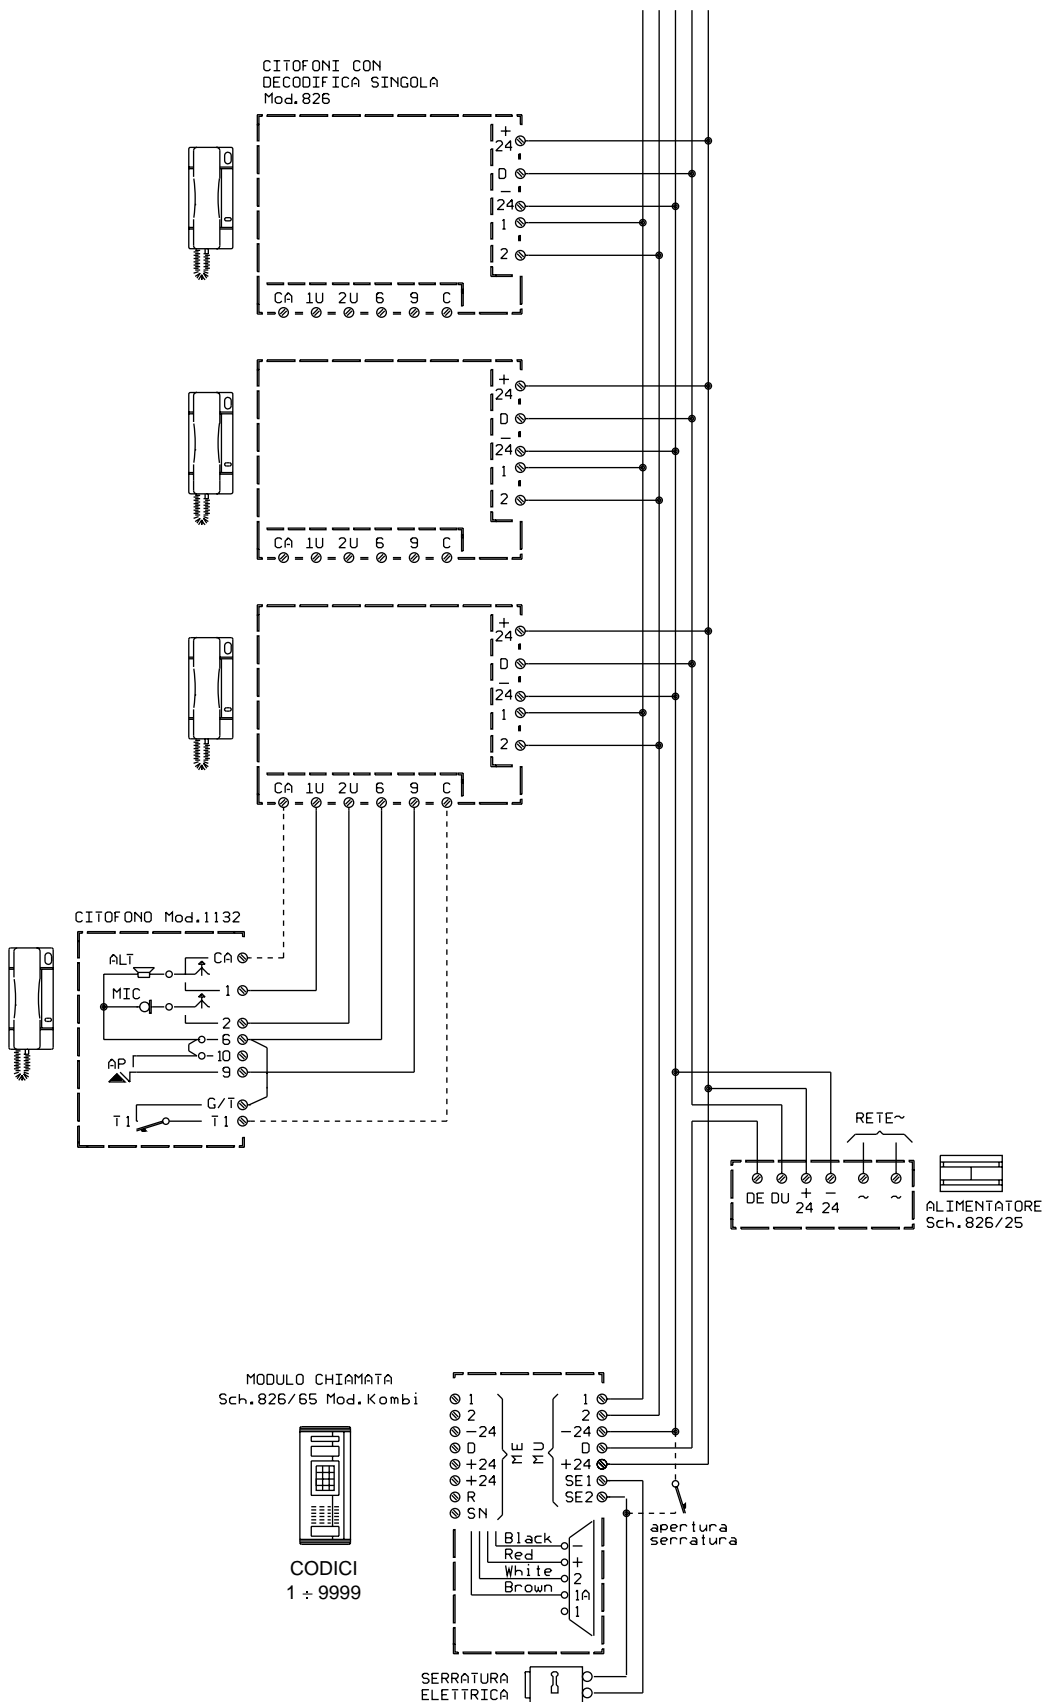 CITOFONI CON
DECODIFICA SINGOLA
Mod.826
+
24
D
–
24
1
2
CA 1U 2U 6 9 C
+
24
D
–
24
1
2
CA 1U 2U 6 9 C
+
24
D
–
24
1
2
CA 1U 2U 6 9 C
CITOFONO Mod.1132
ALT
CA
MIC
1
2
6
10
AP
9
G/T
T1
T1
RETE~
DE DU + – ~ ~
24 24
ALIMENTATORE
Sch.826/25
MODULO CHIAMATA
Sch.826/65 Mod.Kombi
CODICI
1 ÷ 9999
1
2
-24
D
+24
+24
R
SN
ME
MU
1
2
-24
D
+24
SE1
SE2
apertura
serratura
Black –
Red +
White 2
Brown 1A
1
SERRATURA
ELETTRICA